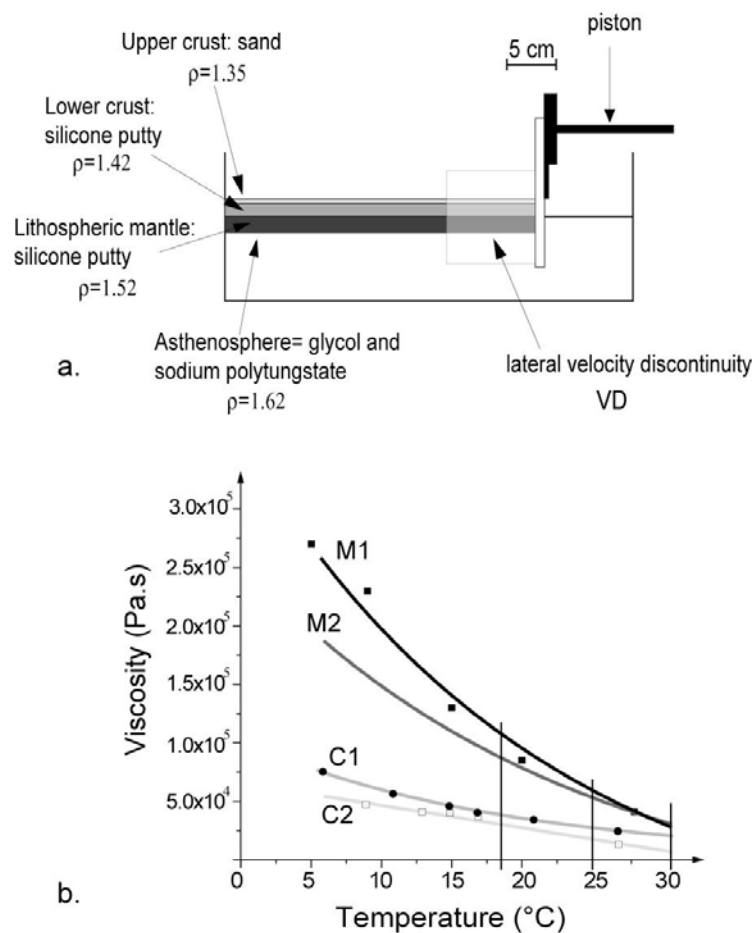 piston
5 cm
Upper crust: sand
ρ=1.35
Lower crust:
silicone putty
ρ=1.42
Lithospheric mantle:
silicone putty
ρ=1.52
Asthenosphere= glycol and
sodium polytungstate
ρ=1.62
lateral velocity discontinuity
VD
a.
Viscosity (Pa.s)
3.0x10⁵
2.5x10⁵
2.0x10⁵
1.5x10⁵
1.0x10⁵
5.0x10⁴
M1
M2
C1
C2
0 5 10 15 20 25 30
Temperature (°C)
b.